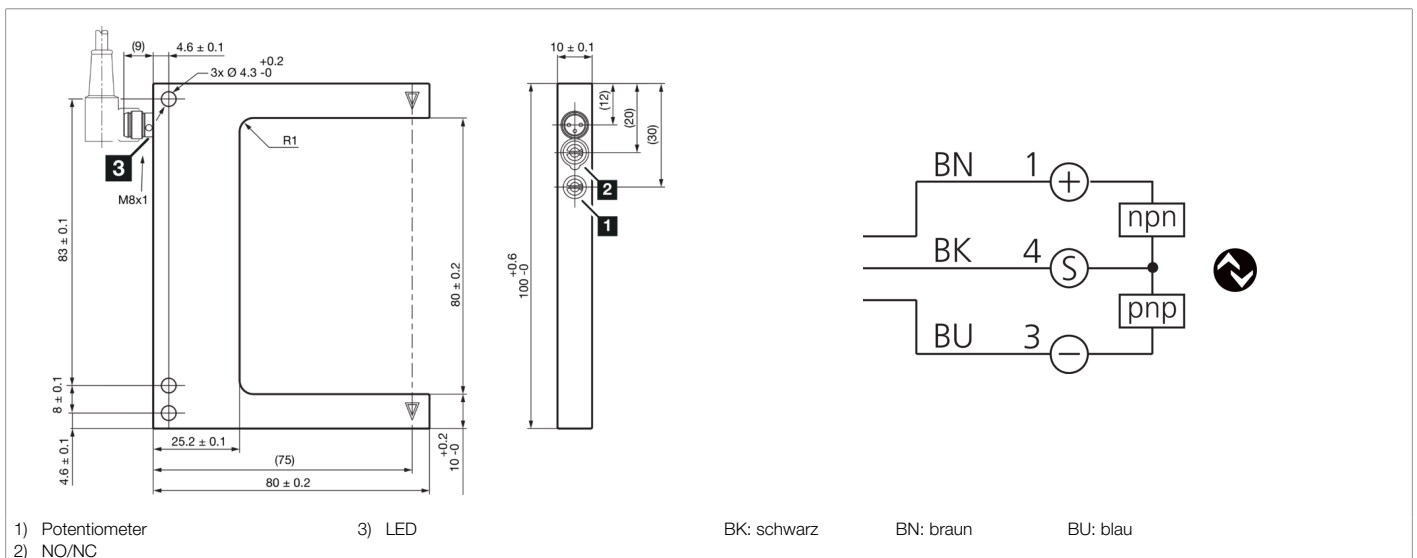 (9)
4.6 ± 0.1
+0.2
3x Ø 4.3 -0
R1
3
M8x1
83 ± 0.1
8 ± 0.1
4.6 ± 0.1
25.2 ± 0.1
(75)
80 ± 0.2
80 ± 0.2
+0.2
10 -0
10 ± 0.1
(12)
(20)
(30)
2
1
+0.6
100 -0
BN 1 +
npn
BK 4 S
pnp
BU 3 −
1) Potentiometer 3) LED BK: schwarz BN: braun BU: blau
2) NO/NC